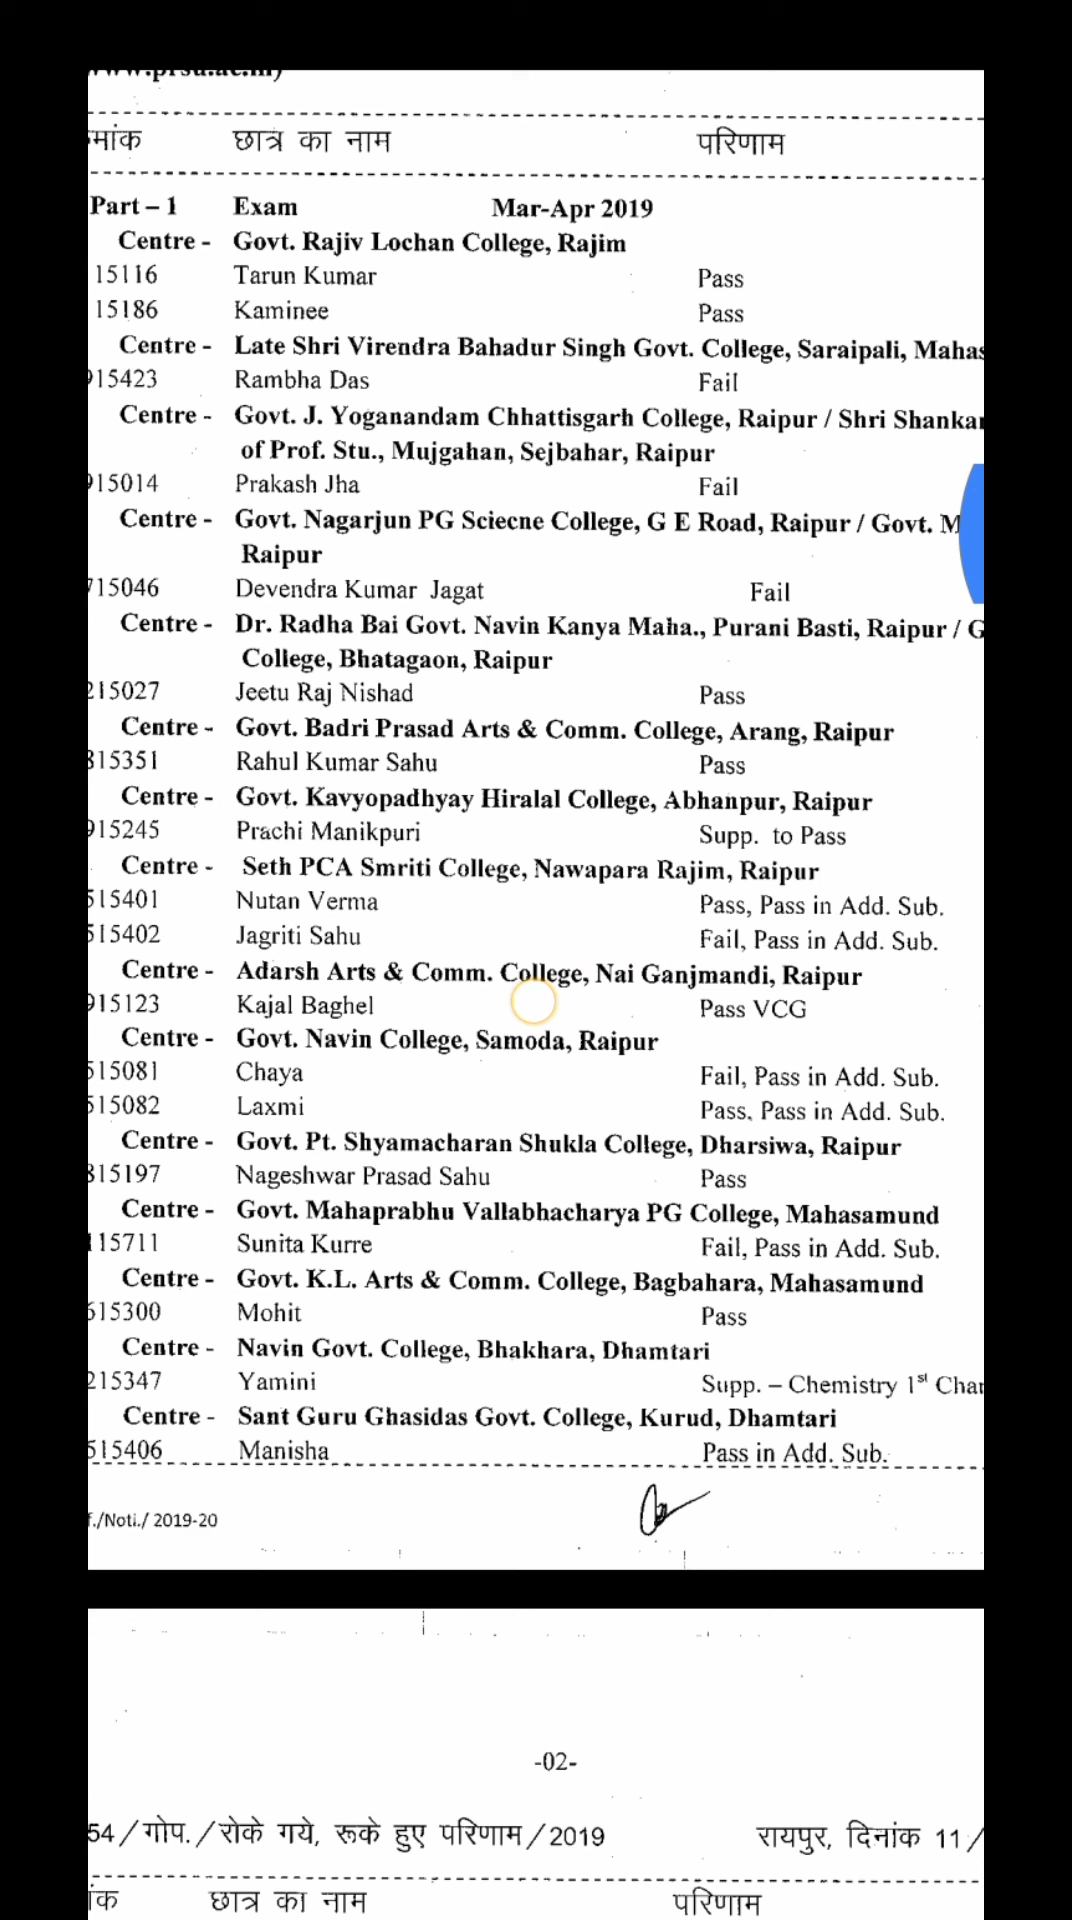 छात्र का नाम परिणाम
Part – 1 Exam Mar-Apr 2019
Centre - Govt. Rajiv Lochan College, Rajim
15116 Tarun Kumar Pass
15186 Kaminee Pass
Centre - Late Shri Virendra Bahadur Singh Govt. College, Saraipali, Mahas
15423 Rambha Das Fail
Centre - Govt. J. Yoganandam Chhattisgarh College, Raipur / Shri Shankar
of Prof. Stu., Mujgahan, Sejbahar, Raipur
15014 Prakash Jha Fail
Centre - Govt. Nagarjun PG Sciecne College, G E Road, Raipur / Govt. M
Raipur
15046 Devendra Kumar Jagat Fail
Centre - Dr. Radha Bai Govt. Navin Kanya Maha., Purani Basti, Raipur / G
College, Bhatagaon, Raipur
215027 Jeetu Raj Nishad Pass
Centre - Govt. Badri Prasad Arts & Comm. College, Arang, Raipur
15351 Rahul Kumar Sahu Pass
Centre - Govt. Kavyopadhyay Hiralal College, Abhanpur, Raipur
15245 Prachi Manikpuri Supp. to Pass
Centre - Seth PCA Smriti College, Nawapara Rajim, Raipur
515401 Nutan Verma Pass, Pass in Add. Sub.
515402 Jagriti Sahu Fail, Pass in Add. Sub.
Centre - Adarsh Arts & Comm. College, Nai Ganjmandi, Raipur
15123 Kajal Baghel Pass VCG
Centre - Govt. Navin College, Samoda, Raipur
515081 Chaya Fail, Pass in Add. Sub.
515082 Laxmi Pass, Pass in Add. Sub.
Centre - Govt. Pt. Shyamacharan Shukla College, Dharsiwa, Raipur
15197 Nageshwar Prasad Sahu Pass
Centre - Govt. Mahaprabhu Vallabhacharya PG College, Mahasamund
15711 Sunita Kurre Fail, Pass in Add. Sub.
Centre - Govt. K.L. Arts & Comm. College, Bagbahara, Mahasamund
15300 Mohit Pass
Centre - Navin Govt. College, Bhakhara, Dhamtari
215347 Yamini Supp. – Chemistry 1st Chan
Centre - Sant Guru Ghasidas Govt. College, Kurud, Dhamtari
515406 Manisha Pass in Add. Sub.
./Noti./ 2019-20
-02-
54/गोप./रोके गये, रूके हुए परिणाम/2019 रायपुर, दिनांक 11/
छात्र का नाम परिणाम